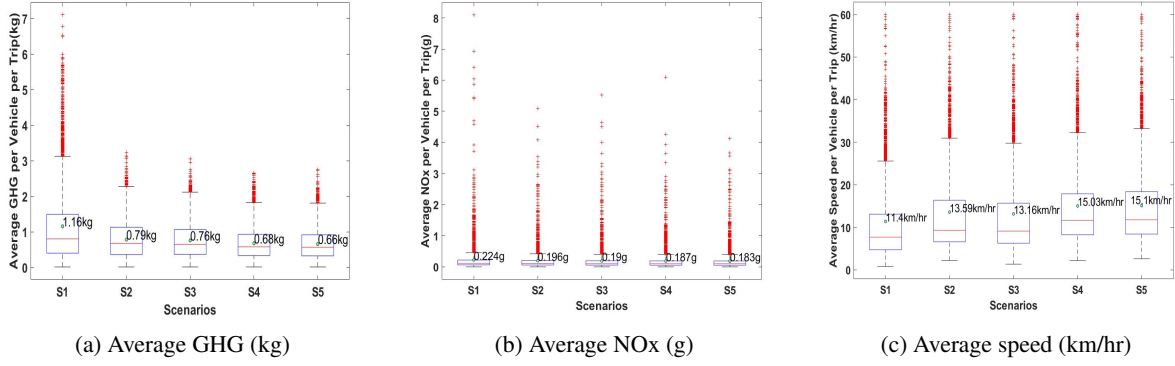 Average GHG per Vehicle per Trip(kg)
7
6
5
4
3
2
1
0
1.16kg
0.79kg
0.76kg
0.68kg
0.66kg
S1 S2 S3 S4 S5
Scenarios
(a) Average GHG (kg)
Average NOx per Vehicle per Trip(g)
8
7
6
5
4
3
2
1
0
0.224g
0.196g
0.19g
0.187g
0.183g
S1 S2 S3 S4 S5
Scenarios
(b) Average NOx (g)
Average Speed per Vehicle per Trip (km/hr)
60
50
40
30
20
10
0
11.4km/hr
13.59km/hr
13.16km/hr
15.03km/hr
15.1km/hr
S1 S2 S3 S4 S5
Scenarios
(c) Average speed (km/hr)